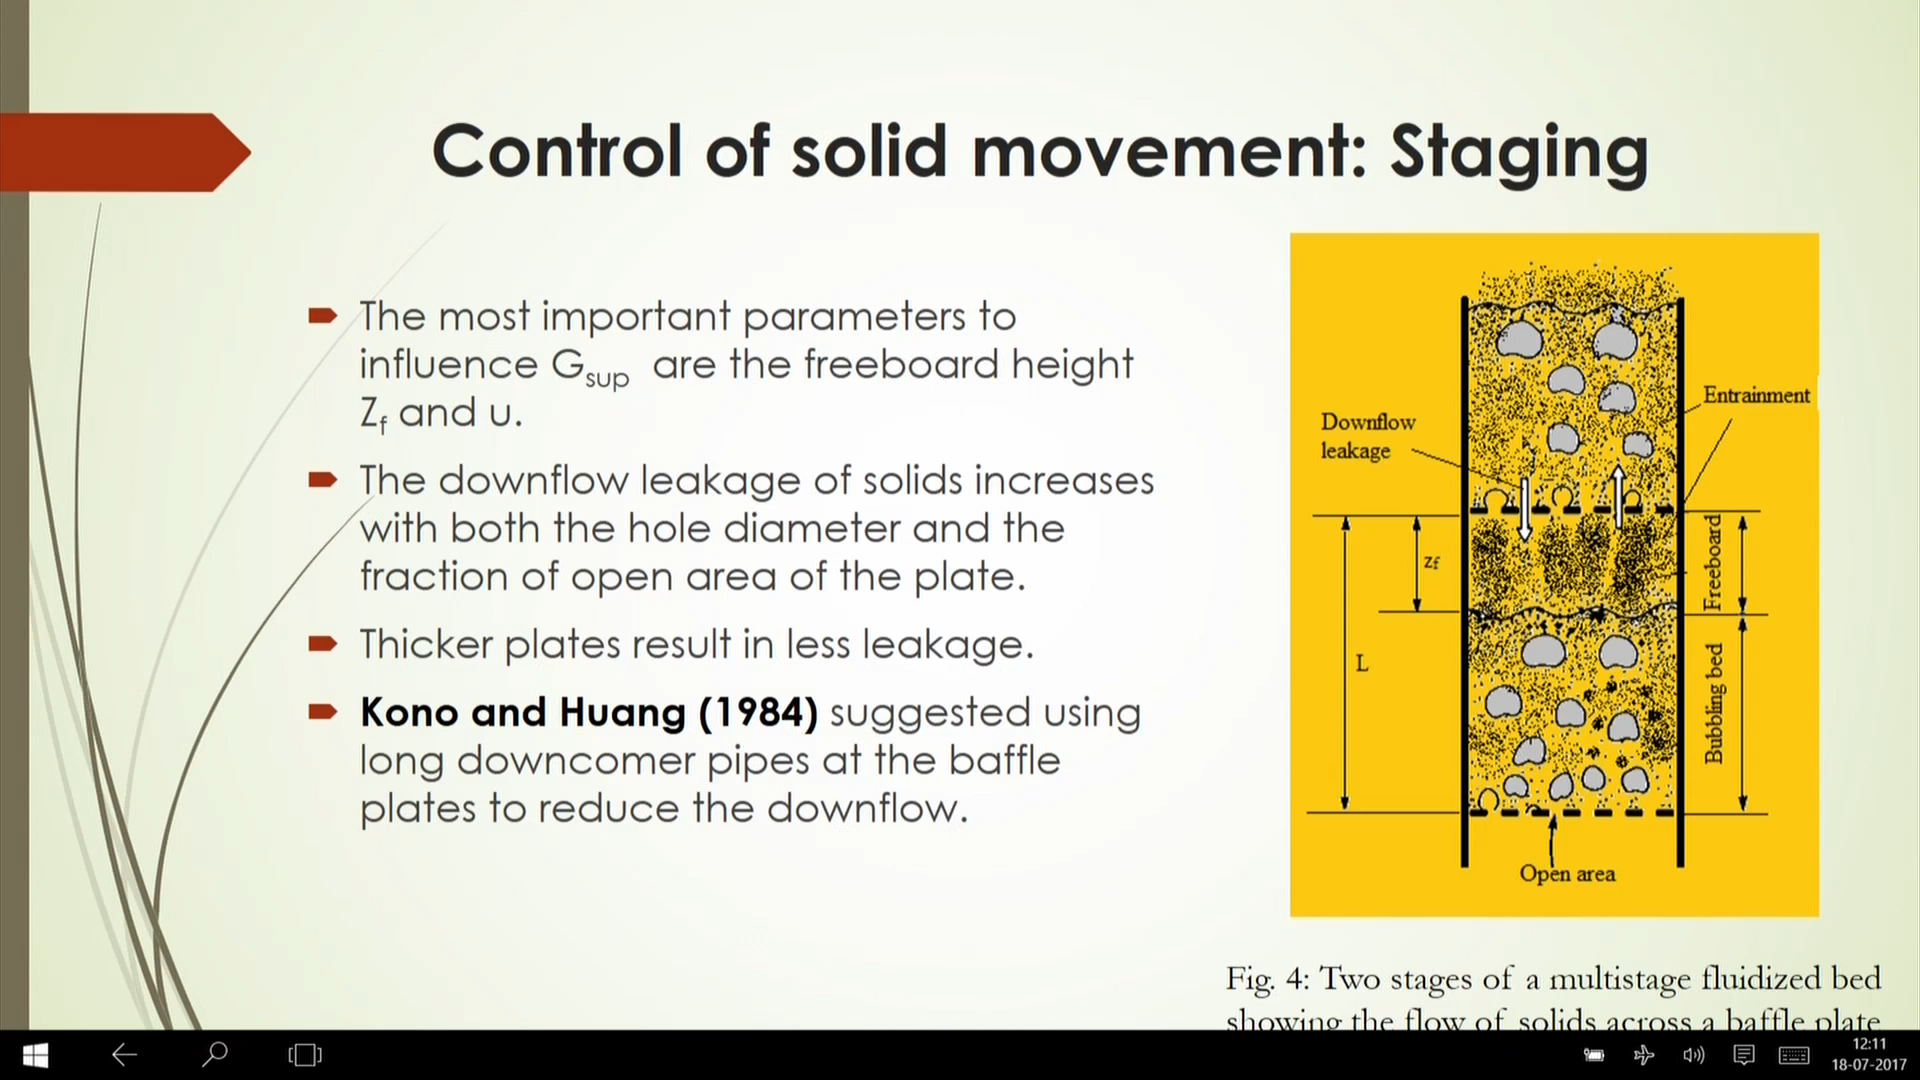 Control of solid movement: Staging
The most important parameters to
influence Gsup are the freeboard height
Zf and u.
The downflow leakage of solids increases
with both the hole diameter and the
fraction of open area of the plate.
Thicker plates result in less leakage.
Kono and Huang (1984) suggested using
long downcomer pipes at the baffle
plates to reduce the downflow.
Entrainment
Downflow
leakage
zf
Freeboard
L
Bubbling bed
Open area
Fig. 4: Two stages of a multistage fluidized bed
showing the flow of solids across a baffle plate
12:11
18-07-2017